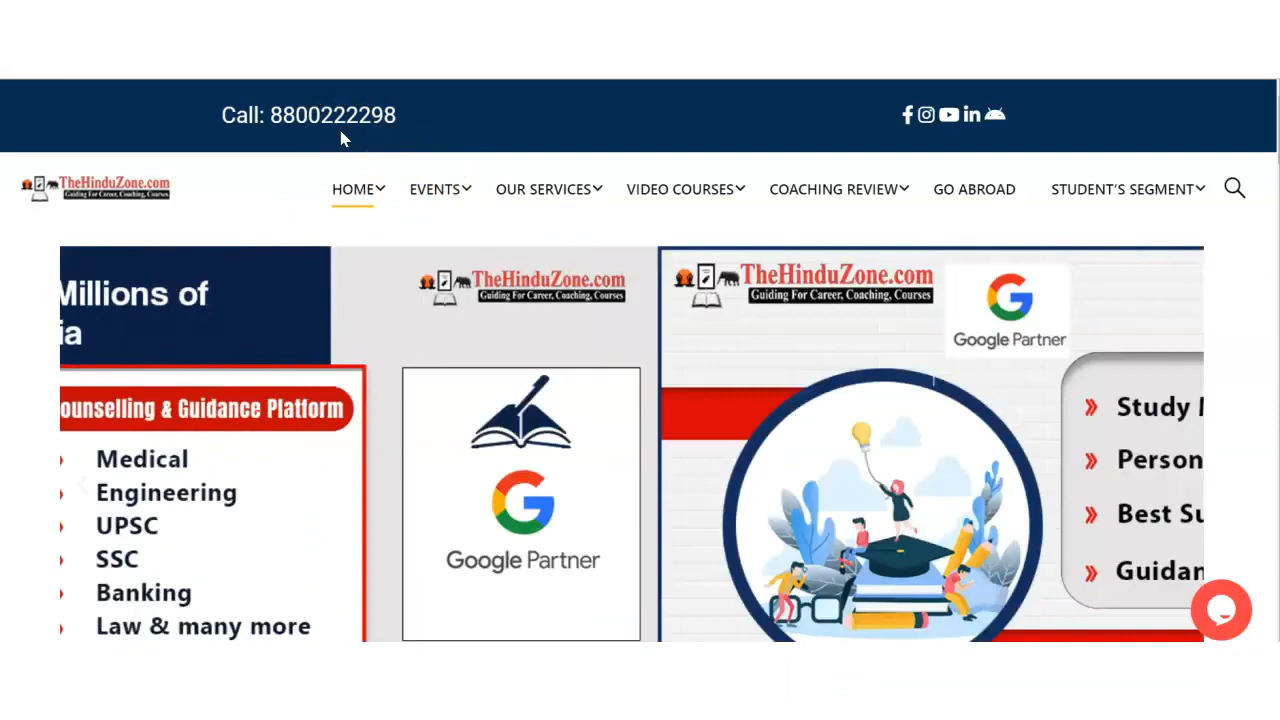 Call: 8800222298
TheHinduZone.com
Guiding For Career, Coaching, Courses
HOME
EVENTS
OUR SERVICES
VIDEO COURSES
COACHING REVIEW
GO ABROAD
STUDENT'S SEGMENT
Millions of
ia
ounselling & Guidance Platform
Medical
Engineering
UPSC
SSC
Banking
Law & many more
TheHinduZone.com
Guiding For Career, Coaching, Courses
Google Partner
TheHinduZone.com
Guiding For Career, Coaching, Courses
Google Partner
Study
Person
Best Su
Guidan